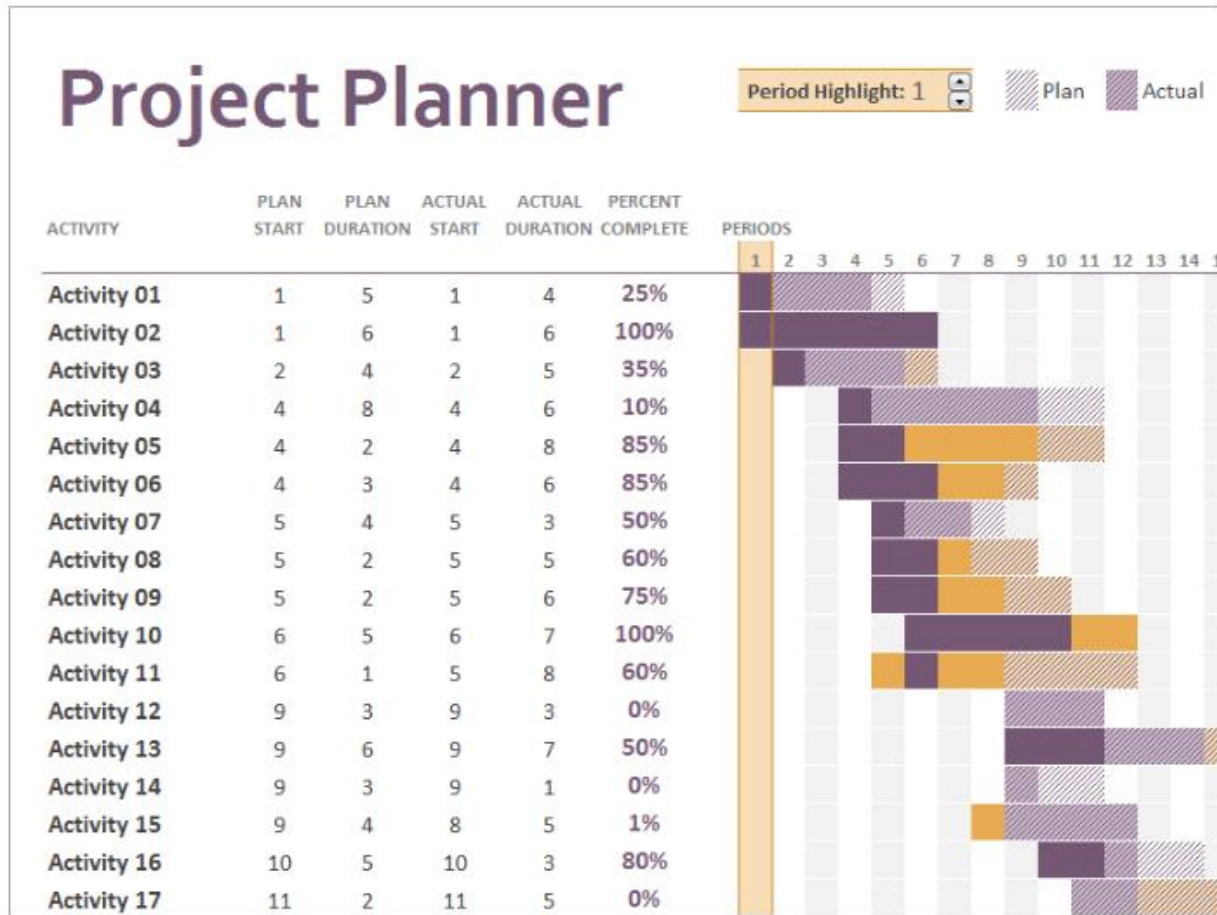 Project Planner
Period Highlight: 1 Plan Actual
PLAN PLAN ACTUAL ACTUAL PERCENT
ACTIVITY START DURATION START DURATION COMPLETE PERIODS
1 2 3 4 5 6 7 8 9 10 11 12 13 14
Activity 01 1 5 1 4 25%
Activity 02 1 6 1 6 100%
Activity 03 2 4 2 5 35%
Activity 04 4 8 4 6 10%
Activity 05 4 2 4 8 85%
Activity 06 4 3 4 6 85%
Activity 07 5 4 5 3 50%
Activity 08 5 2 5 5 60%
Activity 09 5 2 5 6 75%
Activity 10 6 5 6 7 100%
Activity 11 6 1 5 8 60%
Activity 12 9 3 9 3 0%
Activity 13 9 6 9 7 50%
Activity 14 9 3 9 1 0%
Activity 15 9 4 8 5 1%
Activity 16 10 5 10 3 80%
Activity 17 11 2 11 5 0%